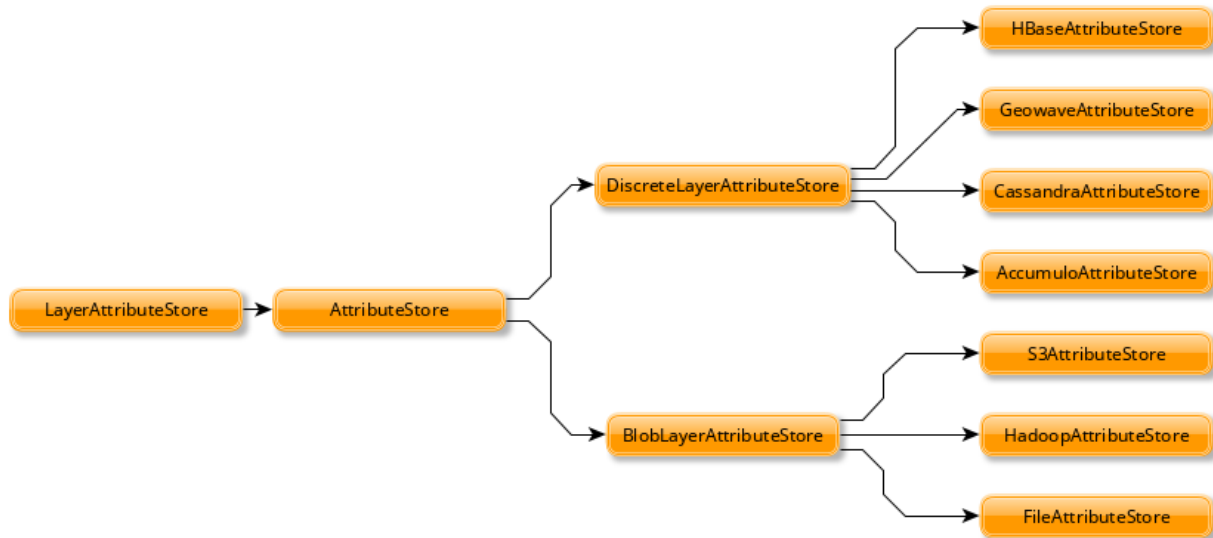 HBaseAttributeStore
GeowaveAttributeStore
DiscreteLayerAttributeStore
CassandraAttributeStore
AccumuloAttributeStore
LayerAttributeStore
AttributeStore
S3AttributeStore
BlobLayerAttributeStore
HadoopAttributeStore
FileAttributeStore